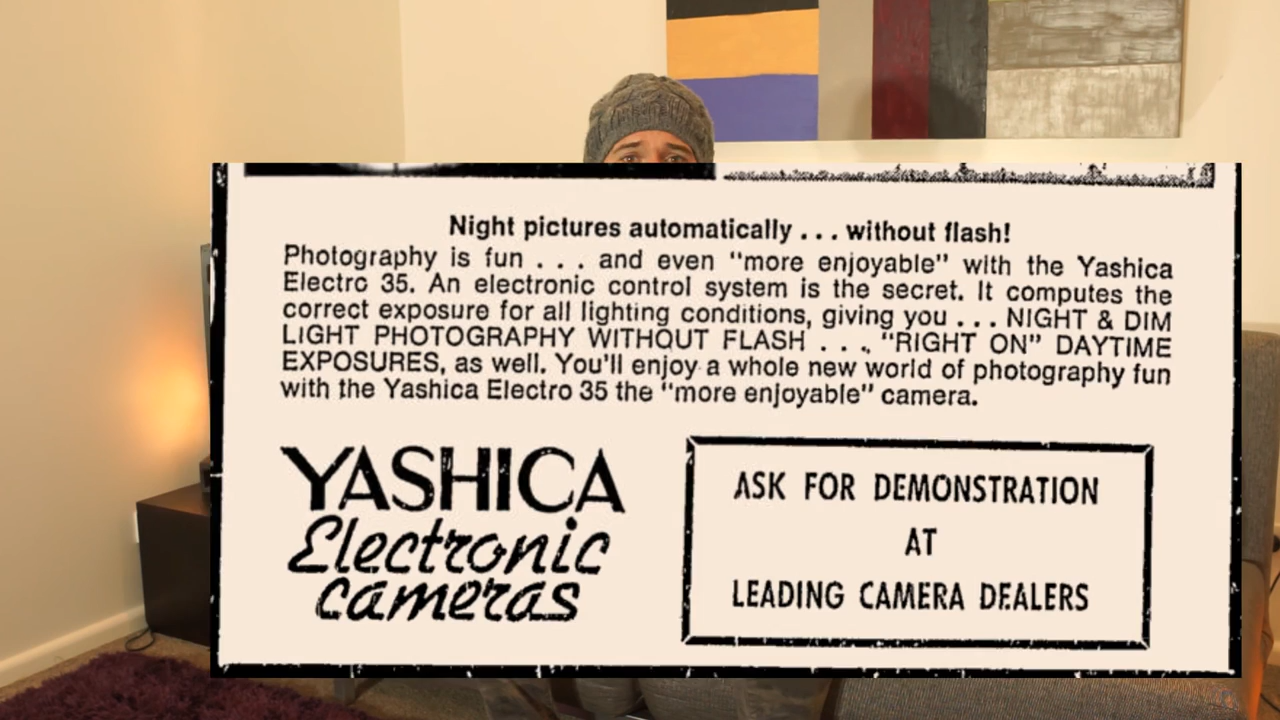 Night pictures automatically . . . without flash!
Photography is fun . . . and even "more enjoyable" with the Yashica
Electro 35. An electronic control system is the secret. It computes the
correct exposure for all lighting conditions, giving you . . . NIGHT & DIM
LIGHT PHOTOGRAPHY WITHOUT FLASH . . . "RIGHT ON" DAYTIME
EXPOSURES, as well. You'll enjoy a whole new world of photography fun
with the Yashica Electro 35 the "more enjoyable" camera.
YASHICA
Electronic
cameras
ASK FOR DEMONSTRATION
AT
LEADING CAMERA DEALERS